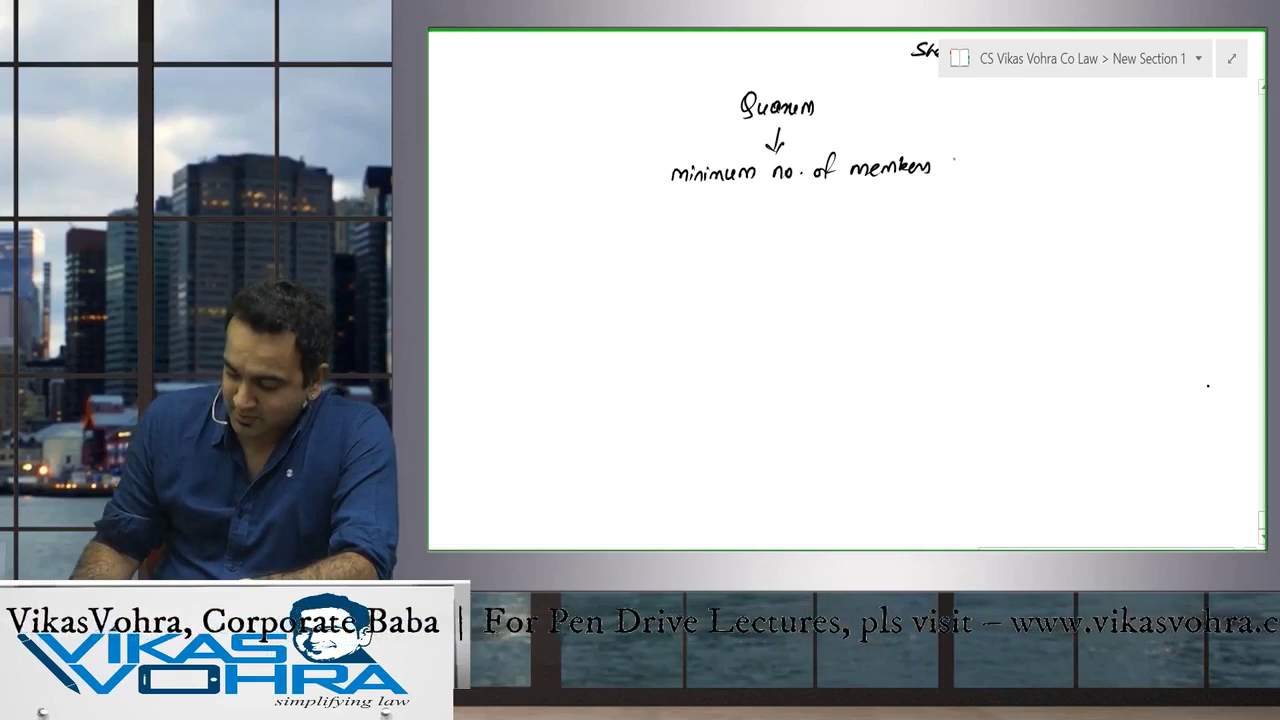 CS Vikas Vohra Co Law > New Section 1
Quorum
minimum no. of members
VikasVohra, Corporate Baba | For Pen Drive Lectures, pls visit – www.vikasvohra.c
VIKAS
VOHRA
simplifying law